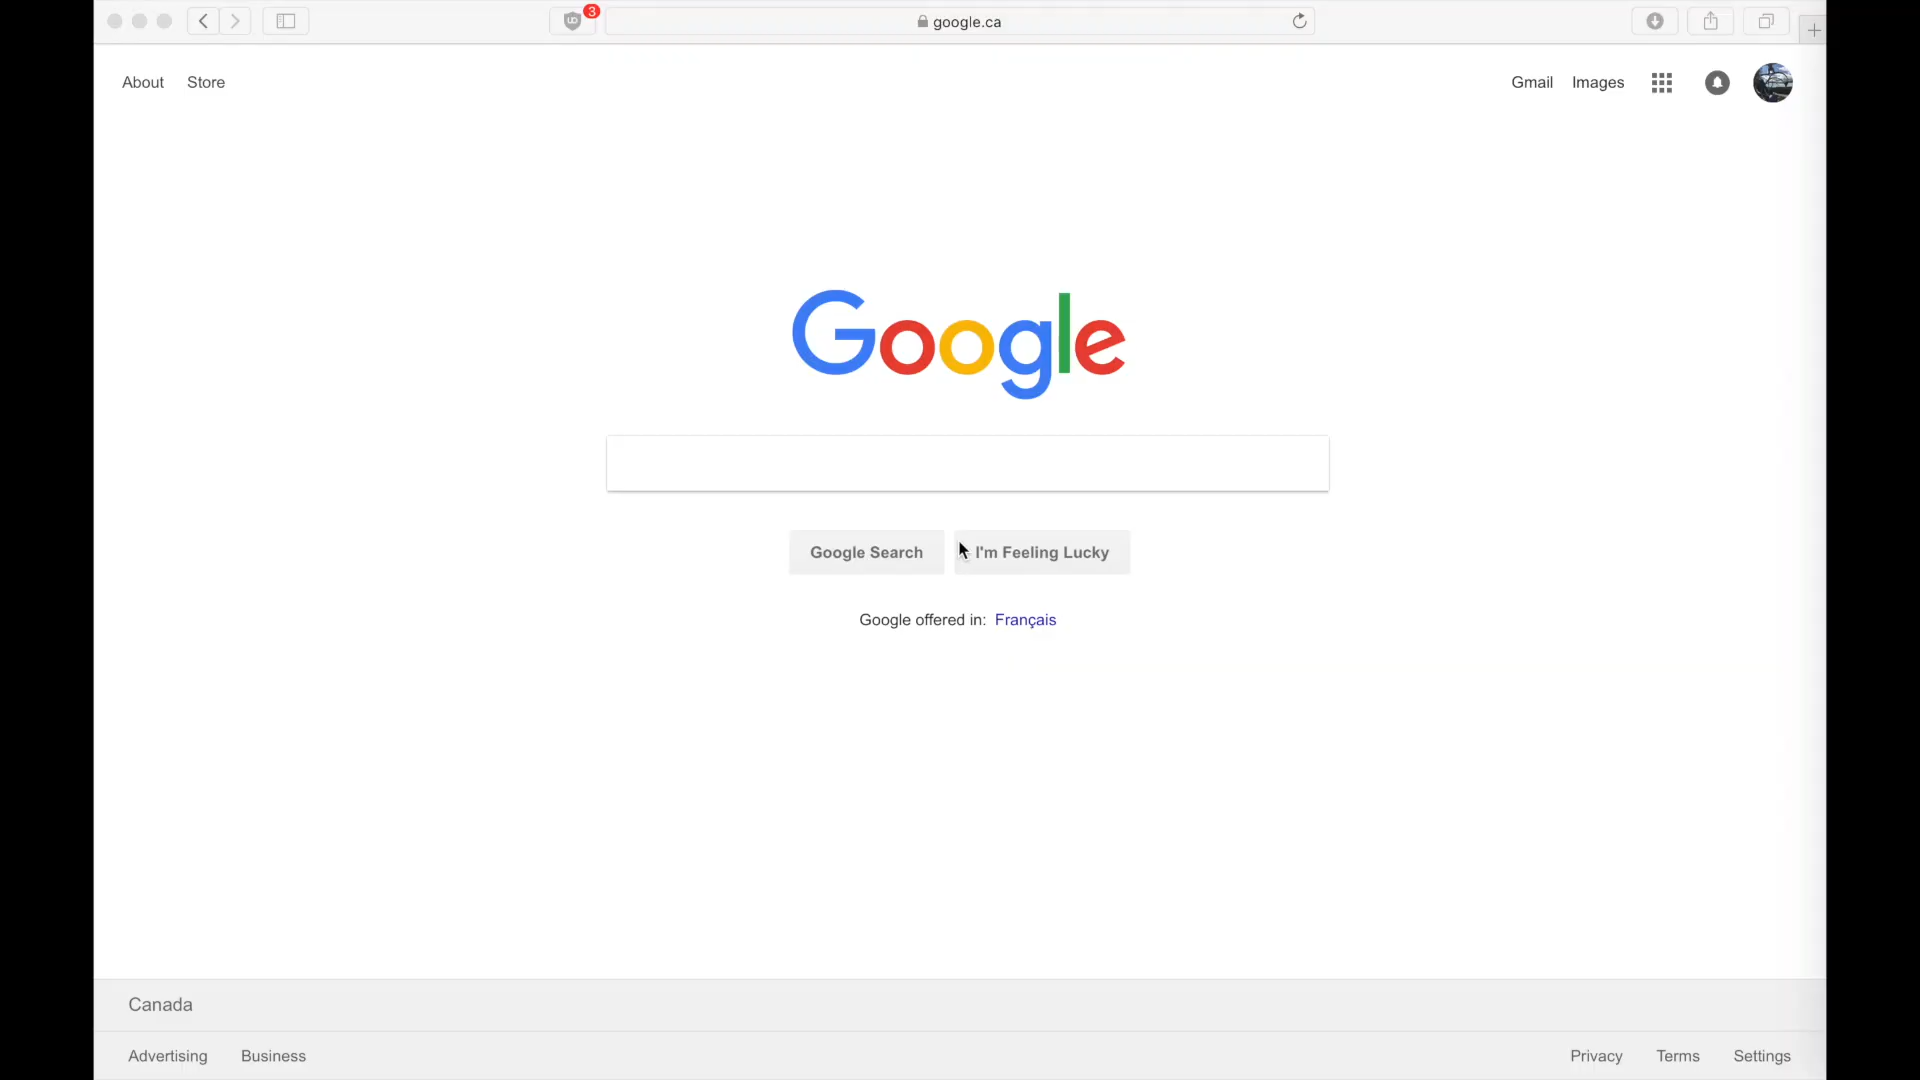 3
google.ca
About Store Gmail Images
Google
Google Search I'm Feeling Lucky
Google offered in: Français
Canada
Advertising Business Privacy Terms Settings